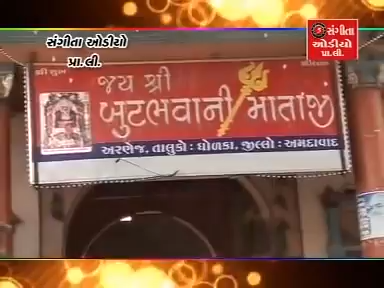 સંગીતા ઓડીયો
પ્રા.લી.
સંગીતા
ઓડીયો
પ્રા.લી.
જય શ્રી
બુટભવાની માતાજી
અરણેજ, તાલુકો : ધોળકા, જીલ્લો : અમદાવાદ